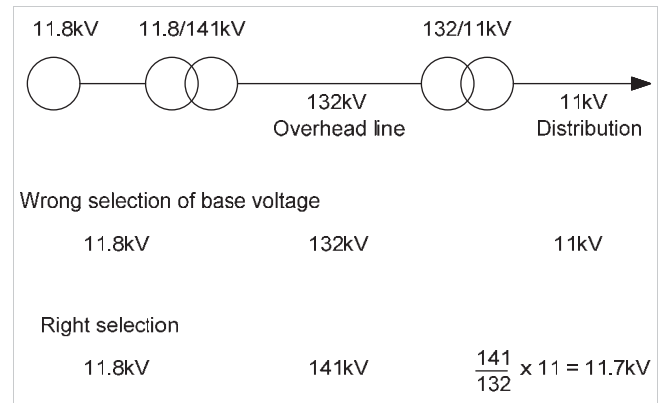 11.8kV 11.8/141kV 132/11kV
132kV 11kV
Overhead line Distribution
Wrong selection of base voltage
11.8kV 132kV 11kV
Right selection
11.8kV 141kV 141/132 x 11 = 11.7kV